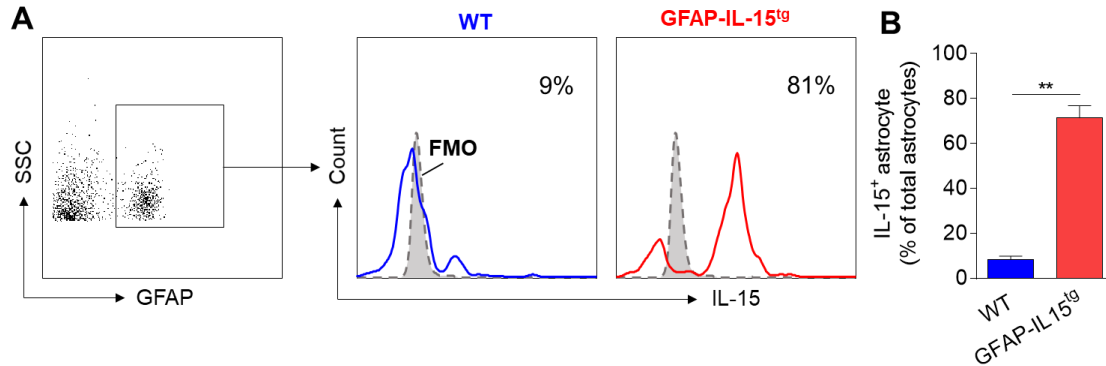 A
WT
GFAP-IL-15tg
B
SSC
GFAP
Count
FMO
9%
81%
IL-15
IL-15+ astrocyte
(% of total astrocytes)
100
80
60
40
20
0
**
WT
GFAP-IL15tg